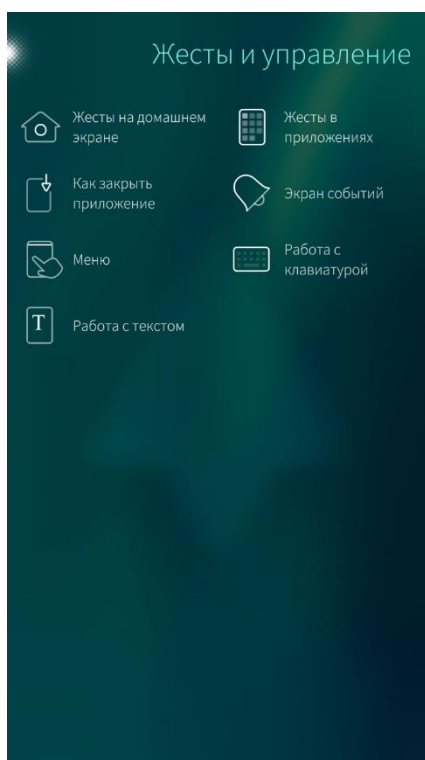 Жесты и управление
Жесты на домашнем
экране
Жесты в
приложениях
Как закрыть
приложение
Экран событий
Меню
Работа с
клавиатурой
T
Работа с текстом